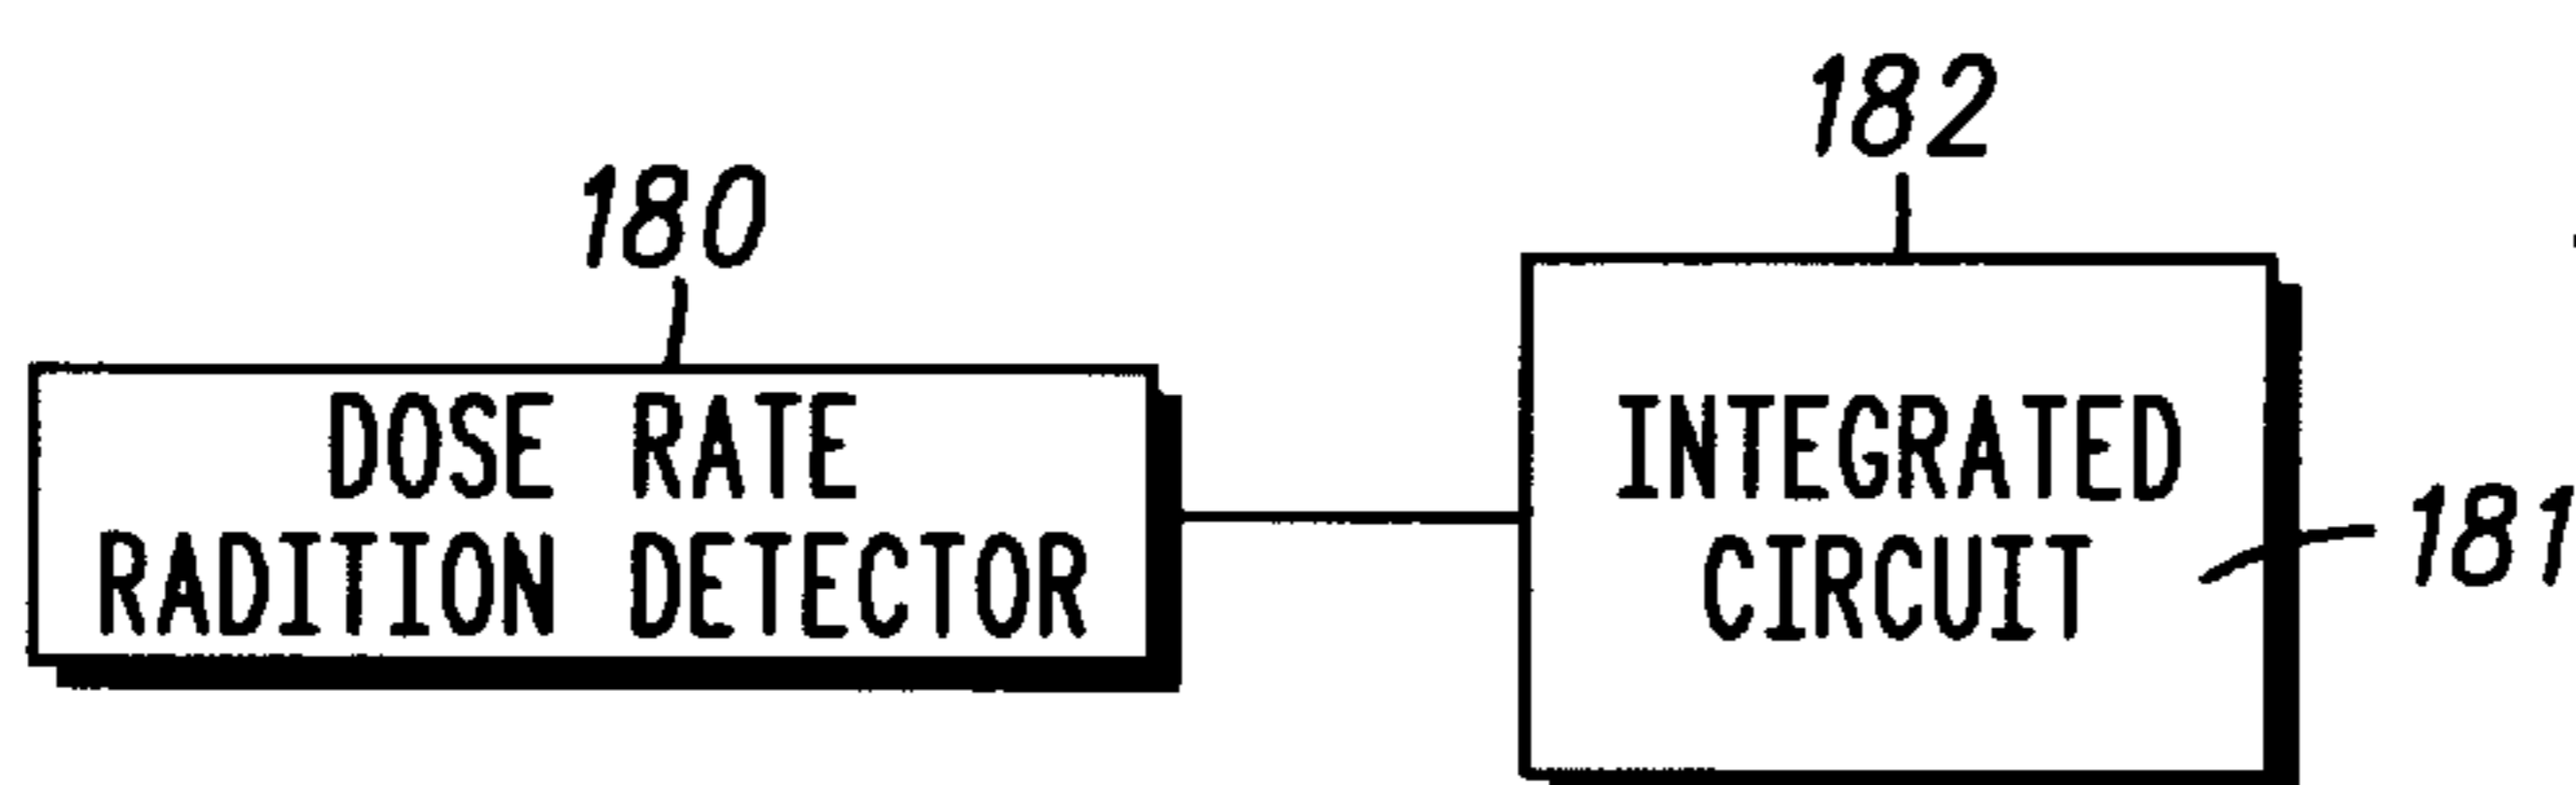 182
180
DOSE RATE
RADITION DETECTOR
INTEGRATED
CIRCUIT
181